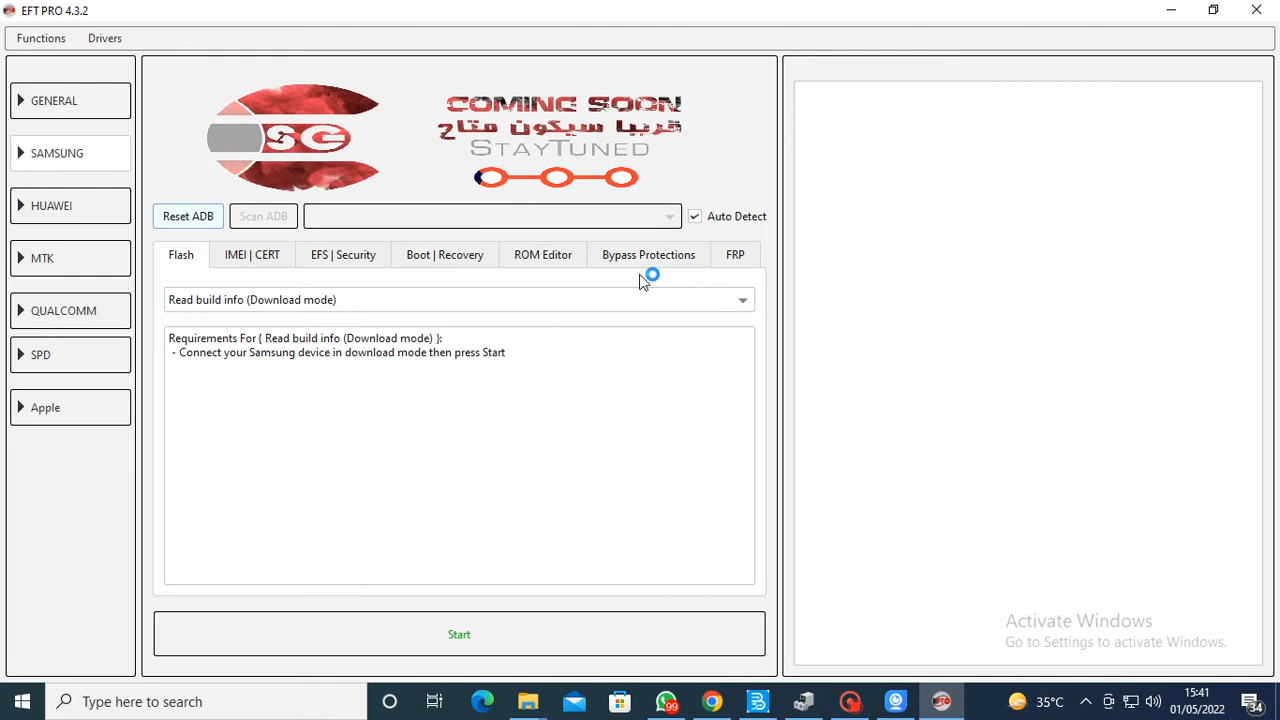 EFT PRO 4.3.2
Functions Drivers
GENERAL
SAMSUNG
HUAWEI
MTK
QUALCOMM
SPD
Apple
SG
COMING SOON
قريبا سيكون متاح
STAYTUNED
Reset ADB Scan ADB Auto Detect
Flash IMEI | CERT EFS | Security Boot | Recovery ROM Editor Bypass Protections FRP
Read build info (Download mode)
Requirements For { Read build info (Download mode) }:
- Connect your Samsung device in download mode then press Start
Start
Activate Windows
Go to Settings to activate Windows.
Type here to search
99
35°C
15:41
01/05/2022
34